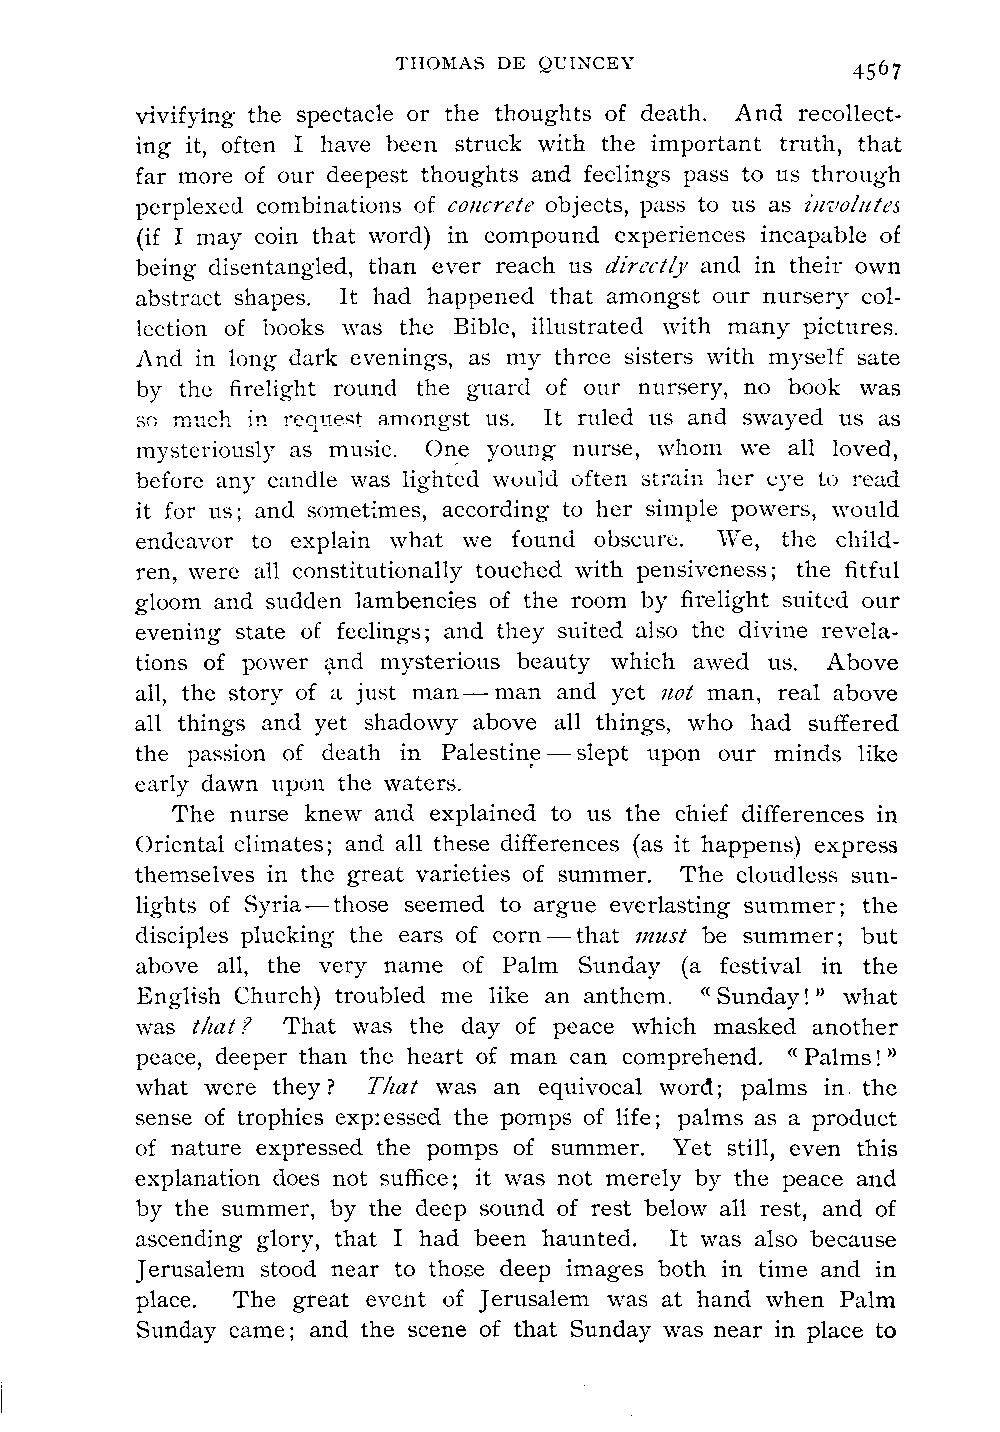 THOMAS DE QUINCEY
4567
vivifying the spectacle or the thoughts of death. And recollect-
ing it, often I have been struck with the important truth, that
far more of our deepest thoughts and feelings pass to us through
perplexed combinations of concrete objects, pass to us as involutes
(if I may coin that word) in compound experiences incapable of
being disentangled, than ever reach us directly and in their own
abstract shapes. It had happened that amongst our nursery col-
lection of books was the Bible, illustrated with many pictures.
And in long dark evenings, as my three sisters with myself sate
by the firelight round the guard of our nursery, no book was
so much in request amongst us. It ruled us and swayed us as
mysteriously as music. One young nurse, whom we all loved,
before any candle was lighted would often strain her eye to read
it for us; and sometimes, according to her simple powers, would
endeavor to explain what we found obscure. We, the child-
ren, were all constitutionally touched with pensiveness; the fitful
gloom and sudden lambencies of the room by firelight suited our
evening state of feelings; and they suited also the divine revela-
tions of power and mysterious beauty which awed us. Above
all, the story of a just man — man and yet not man, real above
all things and yet shadowy above all things, who had suffered
the passion of death in Palestine — slept upon our minds like
early dawn upon the waters.
The nurse knew and explained to us the chief differences in
Oriental climates; and all these differences (as it happens) express
themselves in the great varieties of summer. The cloudless sun-
lights of Syria — those seemed to argue everlasting summer; the
disciples plucking the ears of corn — that must be summer; but
above all, the very name of Palm Sunday (a festival in the
English Church) troubled me like an anthem. «Sunday!» what
was that? That was the day of peace which masked another
peace, deeper than the heart of man can comprehend. «Palms!»
what were they? That was an equivocal word; palms in the
sense of trophies expressed the pomps of life; palms as a product
of nature expressed the pomps of summer. Yet still, even this
explanation does not suffice; it was not merely by the peace and
by the summer, by the deep sound of rest below all rest, and of
ascending glory, that I had been haunted. It was also because
Jerusalem stood near to those deep images both in time and in
place. The great event of Jerusalem was at hand when Palm
Sunday came; and the scene of that Sunday was near in place to